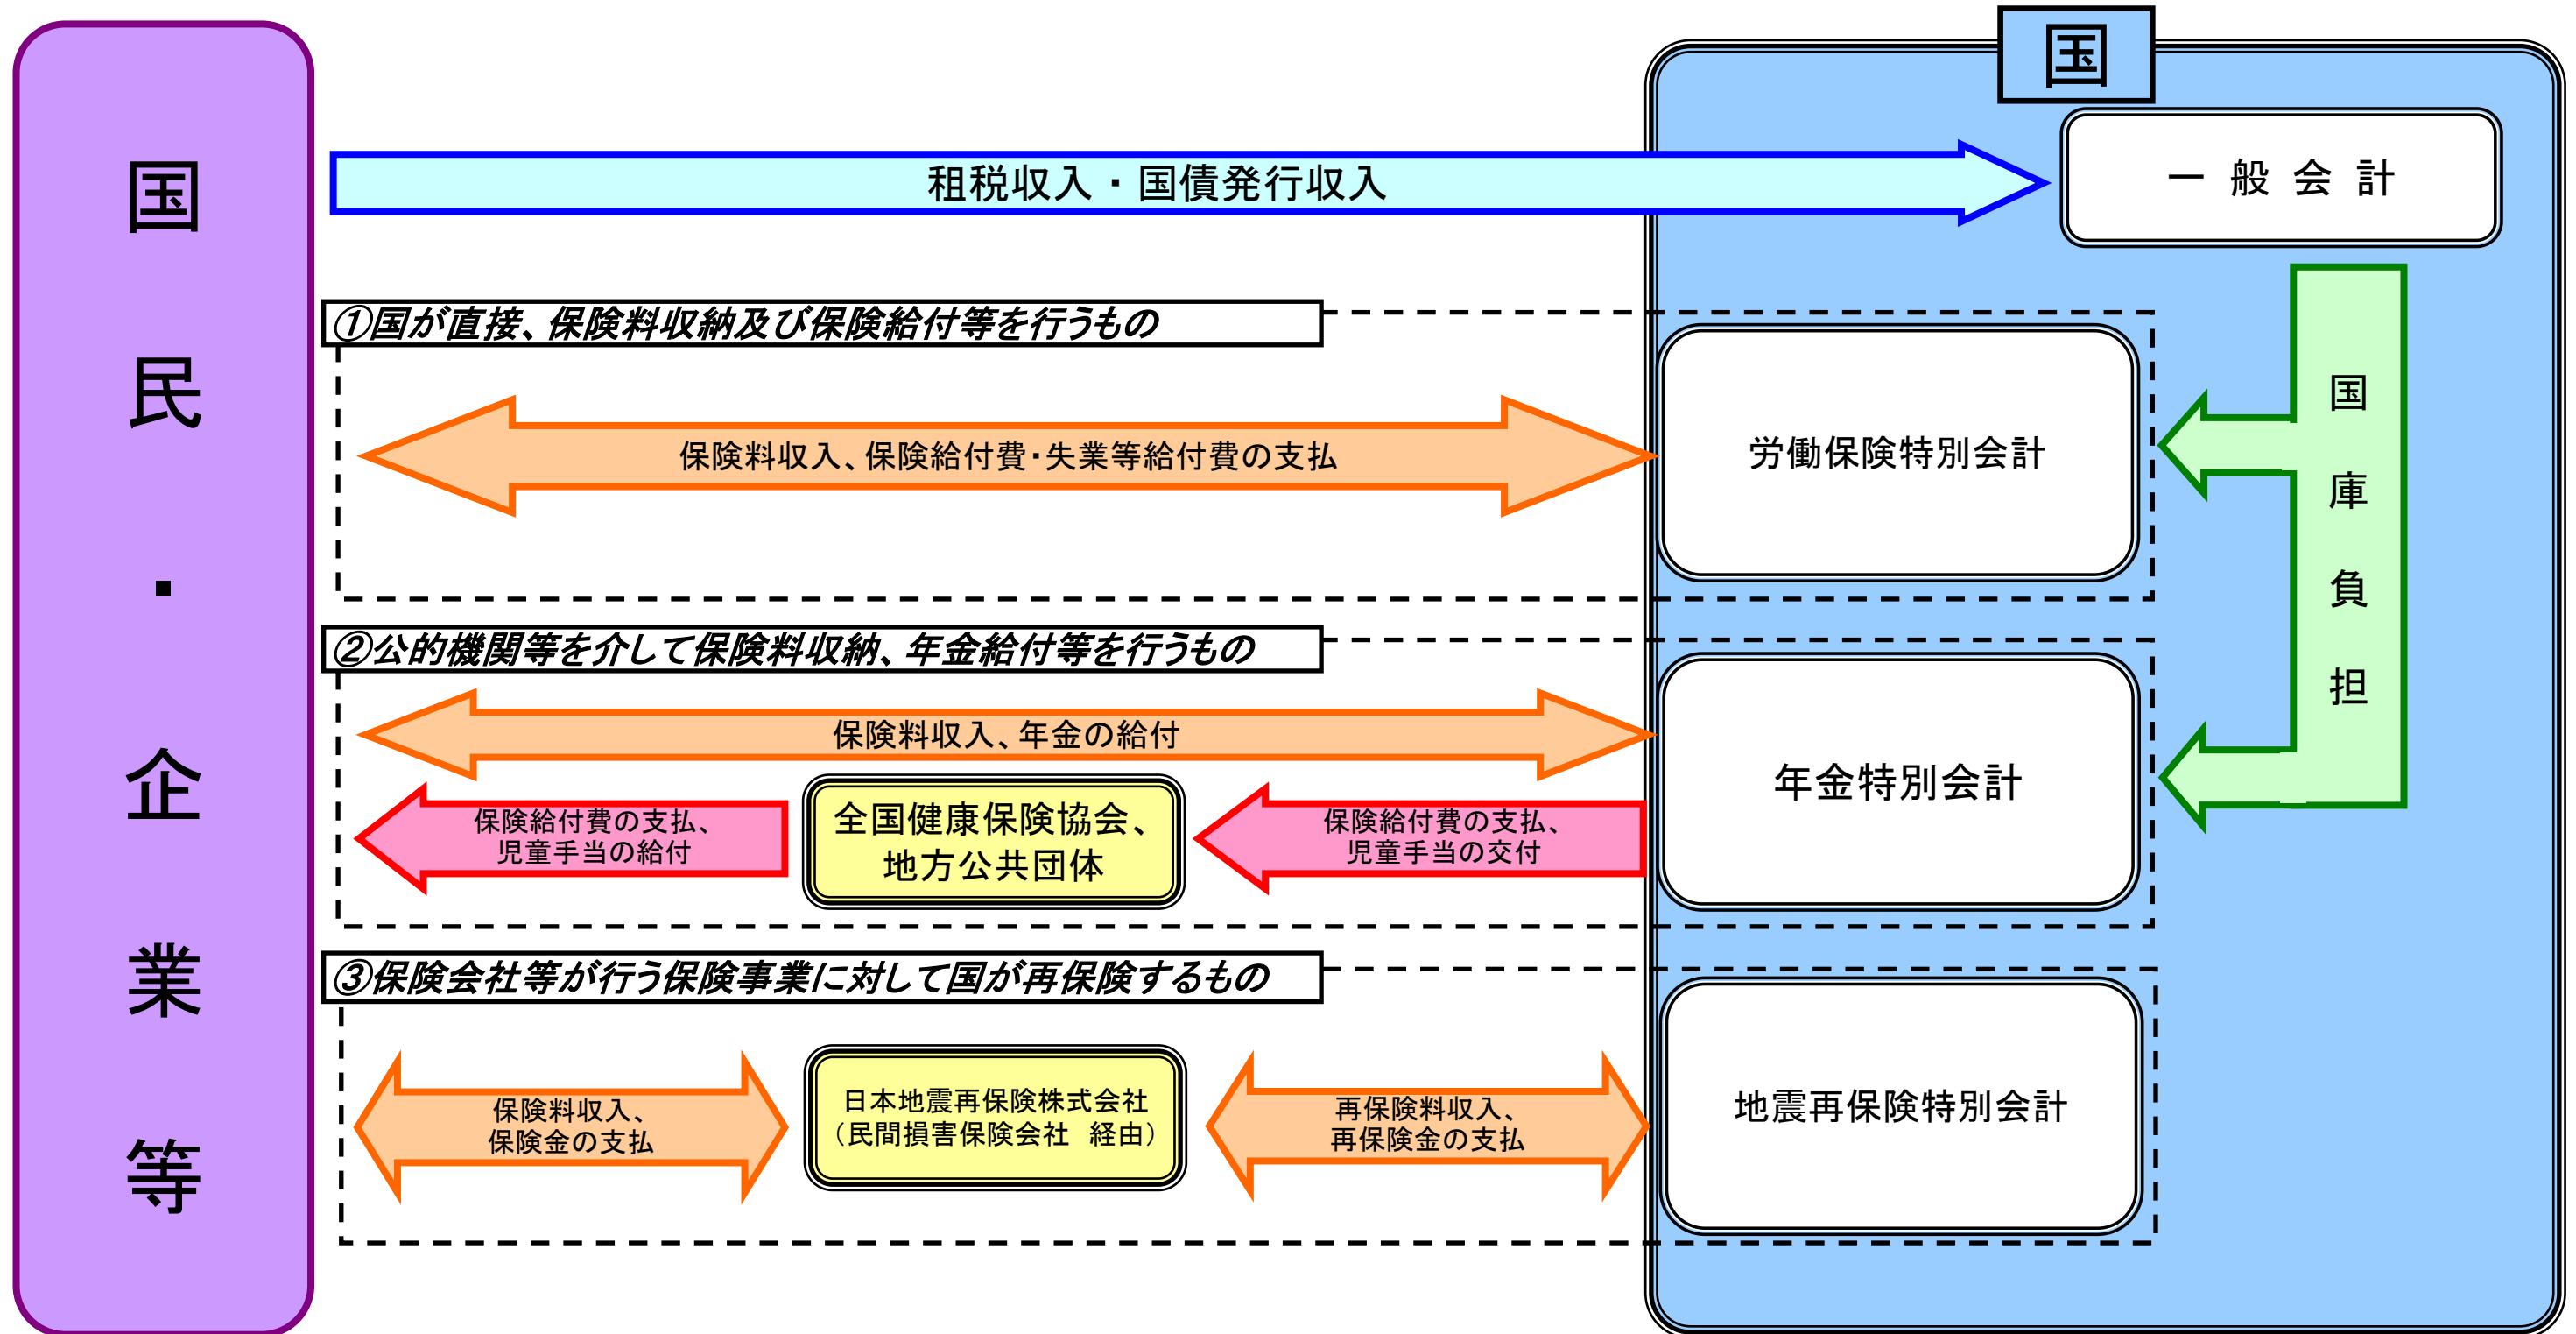 国
国民・企業等
租税収入・国債発行収入
一般会計
①国が直接、保険料収納及び保険給付等を行うもの
保険料収入、保険給付費・失業等給付費の支払
労働保険特別会計
国庫負担
②公的機関等を介して保険料収納、年金給付等を行うもの
保険料収入、年金の給付
年金特別会計
保険給付費の支払、
児童手当の給付
全国健康保険協会、
地方公共団体
保険給付費の支払、
児童手当の交付
③保険会社等が行う保険事業に対して国が再保険するもの
保険料収入、
保険金の支払
日本地震再保険株式会社
（民間損害保険会社　経由）
再保険料収入、
再保険金の支払
地震再保険特別会計